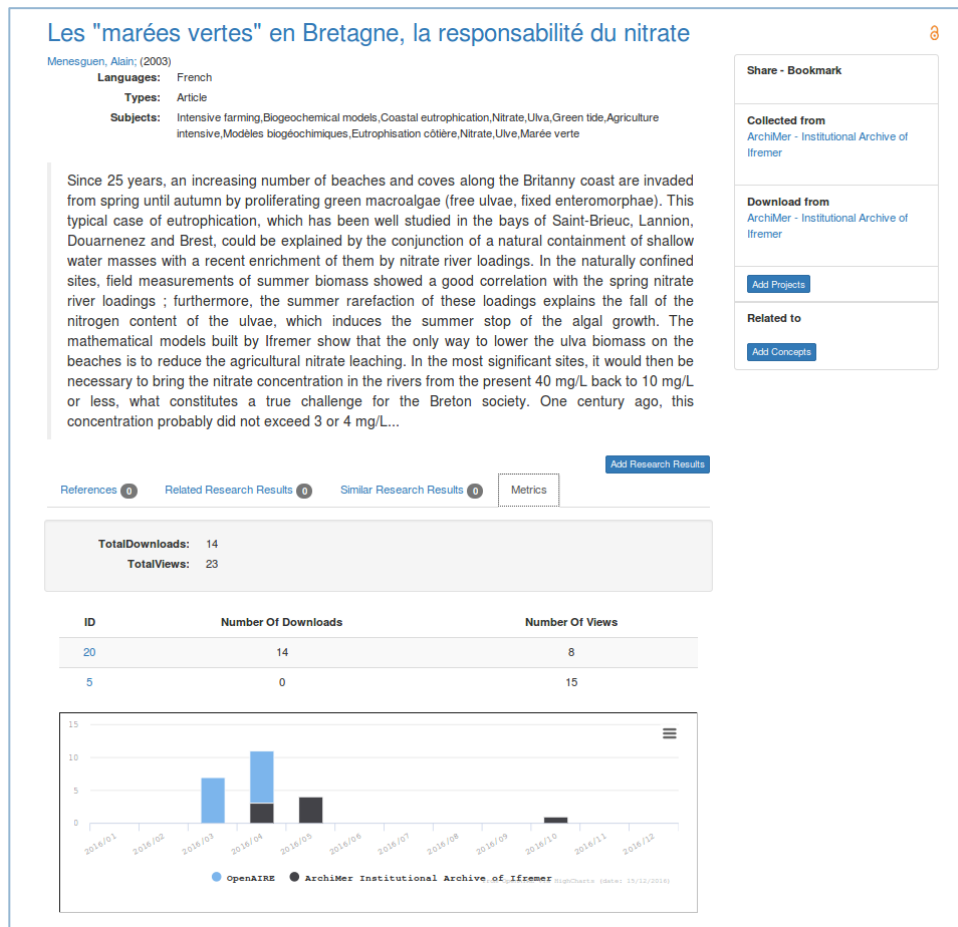 Les "marées vertes" en Bretagne, la responsabilité du nitrate
Menesguen, Alain; (2003)
Languages: French
Types: Article
Subjects: Intensive farming,Biogeochemical models,Coastal eutrophication,Nitrate,Ulva,Green tide,Agriculture
intensive,Modèles biogéochimiques,Eutrophisation côtière,Nitrate,Ulve,Marée verte
Since 25 years, an increasing number of beaches and coves along the Britanny coast are invaded
from spring until autumn by proliferating green macroalgae (free ulvae, fixed enteromorphae). This
typical case of eutrophication, which has been well studied in the bays of Saint-Brieuc, Lannion,
Douarnenez and Brest, could be explained by the conjunction of a natural containment of shallow
water masses with a recent enrichment of them by nitrate river loadings. In the naturally confined
sites, field measurements of summer biomass showed a good correlation with the spring nitrate
river loadings ; furthermore, the summer rarefaction of these loadings explains the fall of the
nitrogen content of the ulvae, which induces the summer stop of the algal growth. The
mathematical models built by Ifremer show that the only way to lower the ulva biomass on the
beaches is to reduce the agricultural nitrate leaching. In the most significant sites, it would then be
necessary to bring the nitrate concentration in the rivers from the present 40 mg/L back to 10 mg/L
or less, what constitutes a true challenge for the Breton society. One century ago, this
concentration probably did not exceed 3 or 4 mg/L...
Share - Bookmark
Collected from
ArchiMer - Institutional Archive of
Ifremer
Download from
ArchiMer - Institutional Archive of
Ifremer
Add Projects
Related to
Add Concepts
Add Research Results
References 0 Related Research Results 0 Similar Research Results 0 Metrics
TotalDownloads: 14
TotalViews: 23
ID Number Of Downloads Number Of Views
20 14 8
5 0 15
15
10
5
0
2016/01 2016/02 2016/03 2016/04 2016/05 2016/06 2016/07 2016/08 2016/09 2016/10 2016/11 2016/12
OpenAIRE ArchiMer Institutional Archive of Ifremer
HighCharts (date: 15/12/2016)